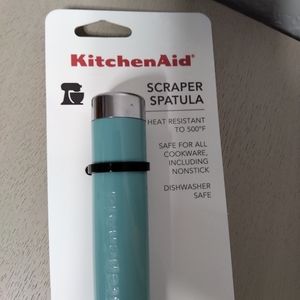 KitchenAid®
SCRAPER
SPATULA
HEAT RESISTANT
TO 500°F
SAFE FOR ALL
COOKWARE,
INCLUDING
NONSTICK
DISHWASHER
SAFE